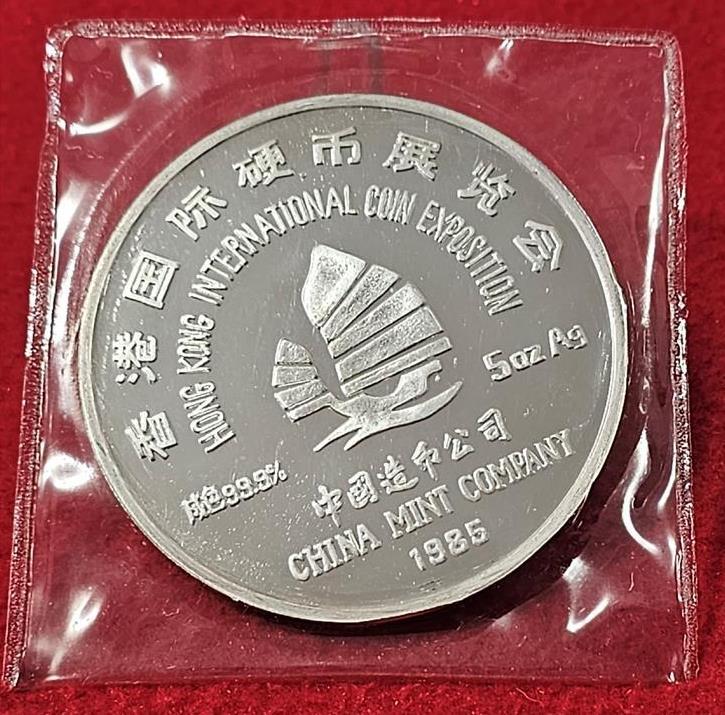 香港国际硬币展览会
HONG KONG INTERNATIONAL COIN EXPOSITION
5oz Ag
成色99.9%
中國造币公司
CHINA MINT COMPANY
1985